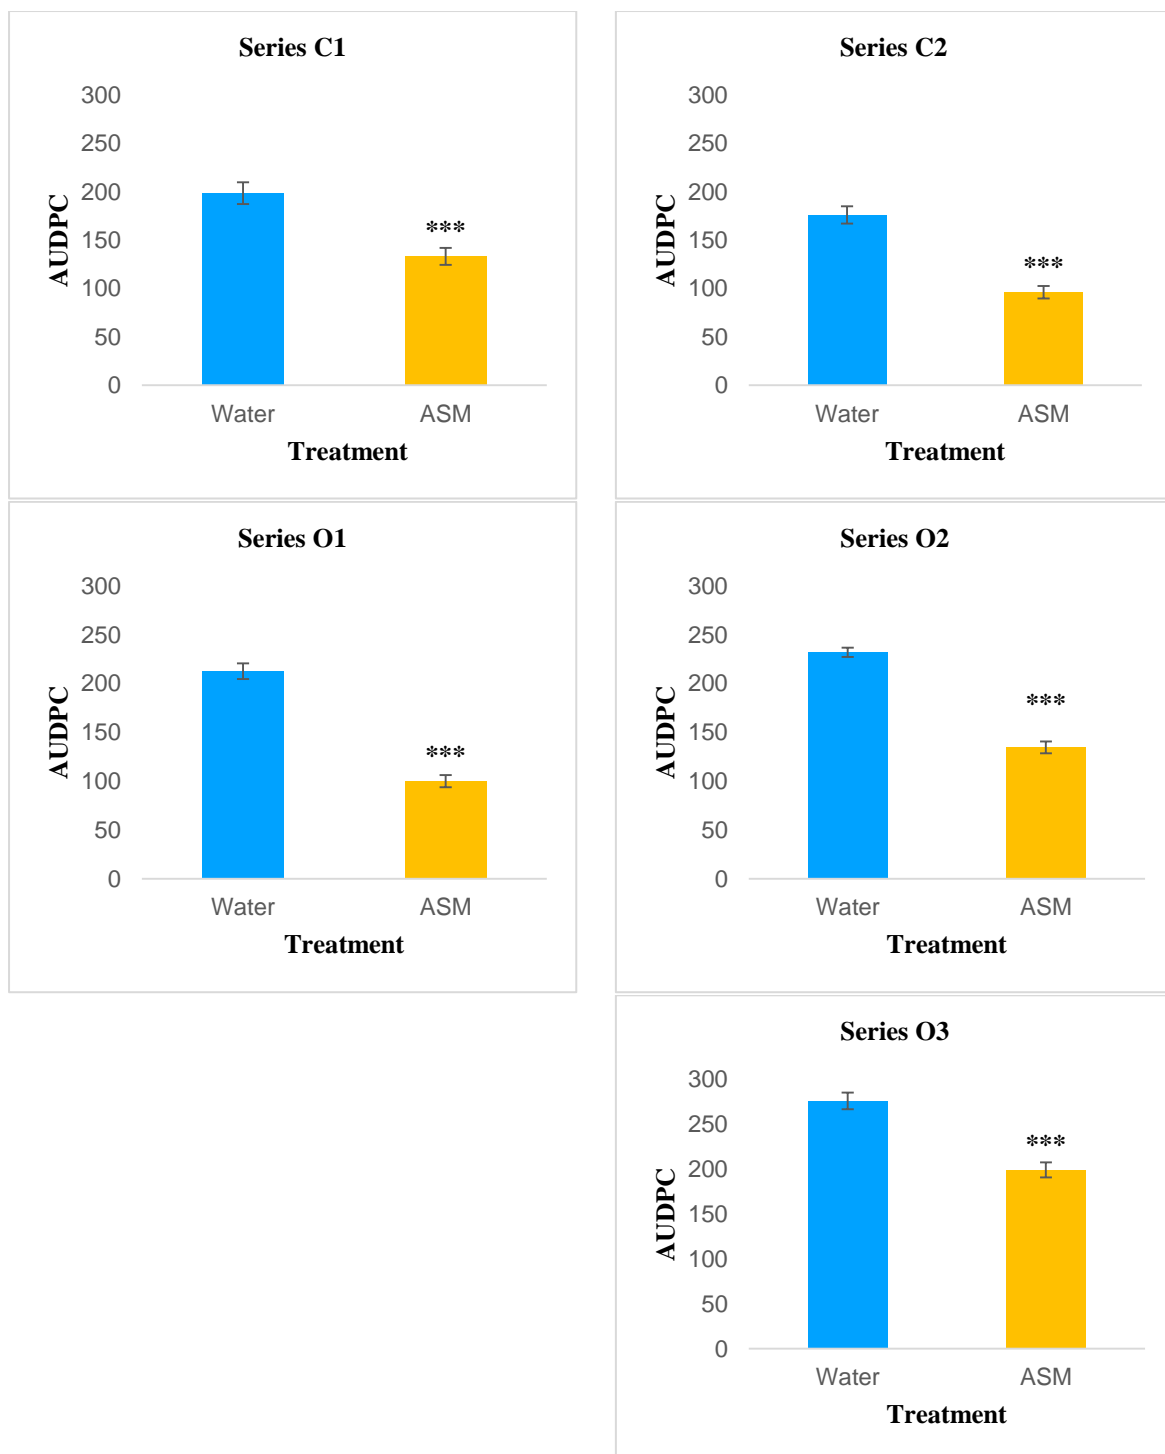 Series C1
300
250
200
150
100
50
0
AUDPC
***
Water ASM
Treatment
Series C2
300
250
200
150
100
50
0
AUDPC
***
Water ASM
Treatment
Series O1
300
250
200
150
100
50
0
AUDPC
***
Water ASM
Treatment
Series O2
300
250
200
150
100
50
0
AUDPC
***
Water ASM
Treatment
Series O3
300
250
200
150
100
50
0
AUDPC
***
Water ASM
Treatment